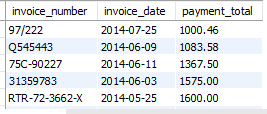 invoice_number invoice_date payment_total
97/222 2014-07-25 1000.46
Q545443 2014-06-09 1083.58
75C-90227 2014-06-11 1367.50
31359783 2014-06-03 1575.00
RTR-72-3662-X 2014-05-25 1600.00